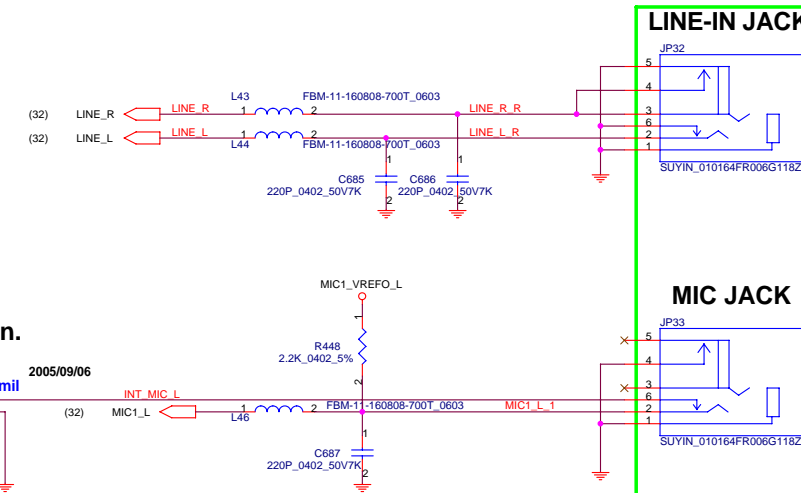 LINE-IN JACK
JP32
5
4
3
6
2
1
SUYIN_010164FR006G118Z
L43
FBM-11-160808-700T_0603
(32) LINE_R LINE_R 1 2 LINE_R_R
(32) LINE_L LINE_L 1 2 LINE_L_R
L44
FBM-11-160808-700T_0603
1 1
C685
220P_0402_50V7K
2
C686
220P_0402_50V7K
2
MIC1_VREFO_L
1
R448
2.2K_0402_5%
2
MIC JACK
JP33
5
4
3
6
2
1
SUYIN_010164FR006G118Z
n.
2005/09/06
mil
INT_MIC_L
(32) MIC1_L 1 2 FBM-11-160808-700T_0603 MIC1_L_1
L46
1
C687
220P_0402_50V7K
2